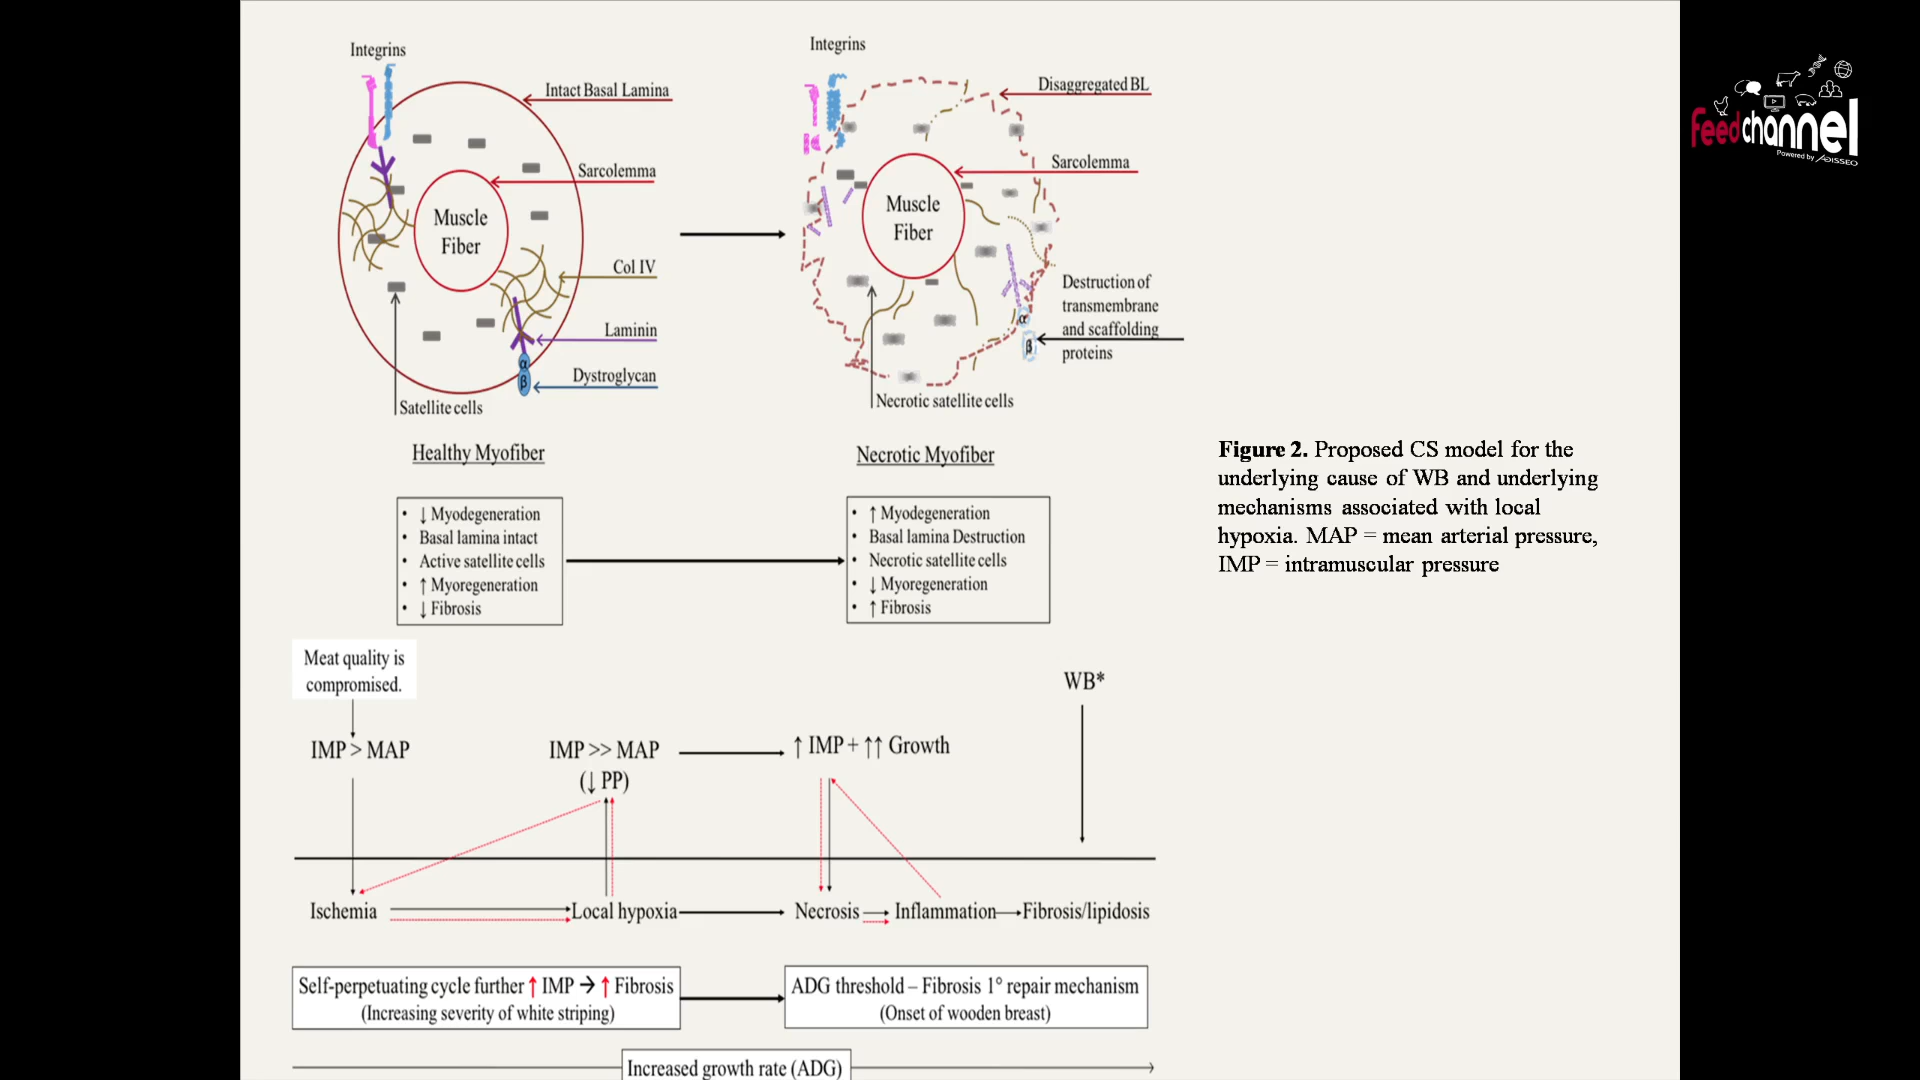 Integrins
Intact Basal Lamina
Sarcolemma
Muscle
Fiber
Col IV
Laminin
α
β
Dystroglycan
Satellite cells
Healthy Myofiber
Integrins
Disaggregated BL
Sarcolemma
Muscle
Fiber
Destruction of
transmembrane
and scaffolding
proteins
α
β
Necrotic satellite cells
Necrotic Myofiber
• ↓ Myodegeneration
• Basal lamina intact
• Active satellite cells
• ↑ Myoregeneration
• ↓ Fibrosis
• ↑ Myodegeneration
• Basal lamina Destruction
• Necrotic satellite cells
• ↓ Myoregeneration
• ↑ Fibrosis
Meat quality is
compromised.
WB*
IMP > MAP
IMP >> MAP
(↓ PP)
↑ IMP + ↑↑ Growth
Ischemia
Local hypoxia
Necrosis
Inflammation
Fibrosis/lipidosis
Self-perpetuating cycle further ↑ IMP → ↑ Fibrosis
(Increasing severity of white striping)
ADG threshold – Fibrosis 1° repair mechanism
(Onset of wooden breast)
Increased growth rate (ADG)
Figure 2. Proposed CS model for the
underlying cause of WB and underlying
mechanisms associated with local
hypoxia. MAP = mean arterial pressure,
IMP = intramuscular pressure
feedchannel
Powered by ADISSEO